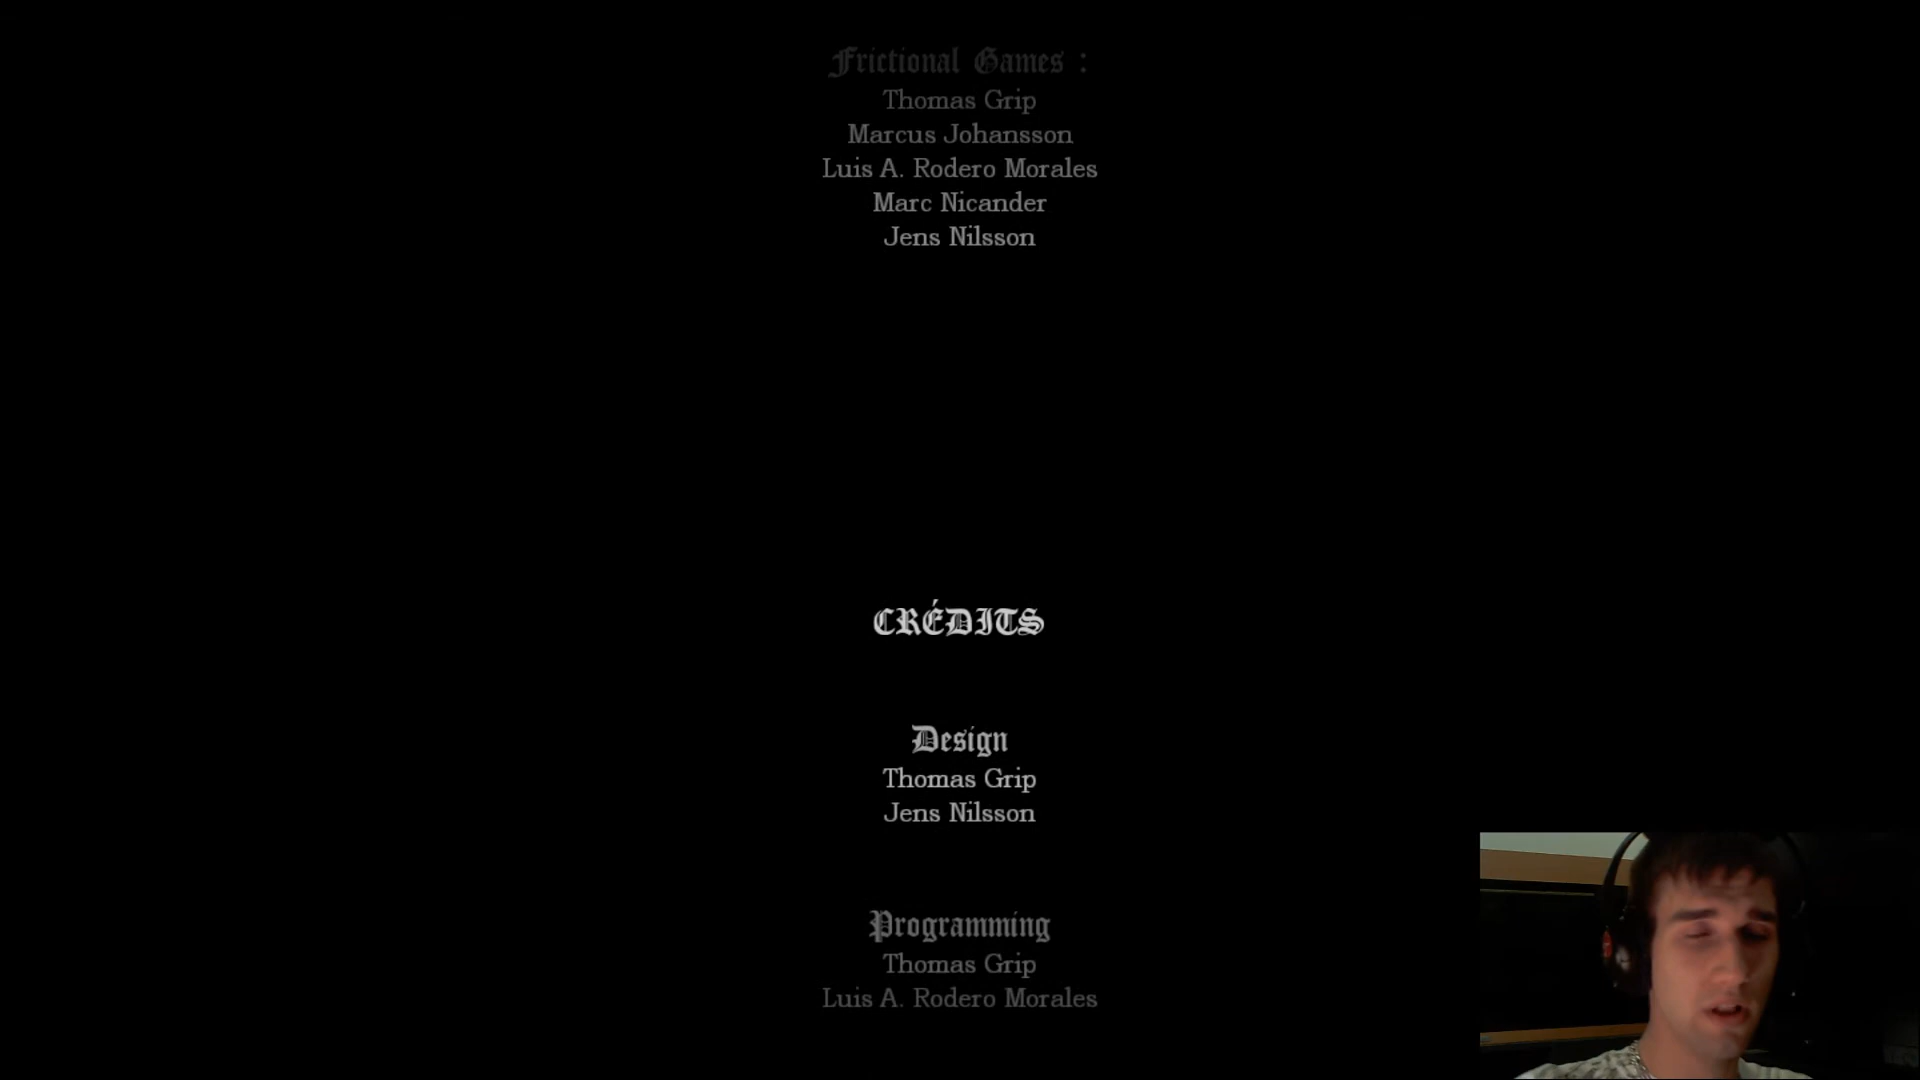 Frictional Games :
Thomas Grip
Marcus Johansson
Luis A. Rodero Morales
Marc Nicander
Jens Nilsson
CRÉDITS
Design
Thomas Grip
Jens Nilsson
Programming
Thomas Grip
Luis A. Rodero Morales